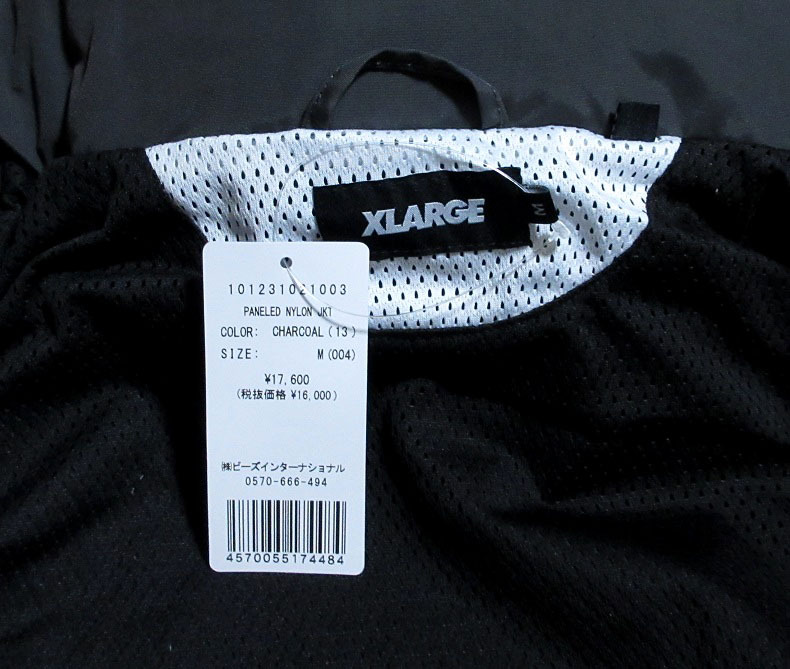 XLARGE
M
101231021003
PANELED NYLON JKT
COLOR: CHARCOAL(13)
SIZE: M(004)
¥17,600
(税抜価格 ¥16,000)
㈱ビーズインターナショナル
0570-666-494
4570055174484